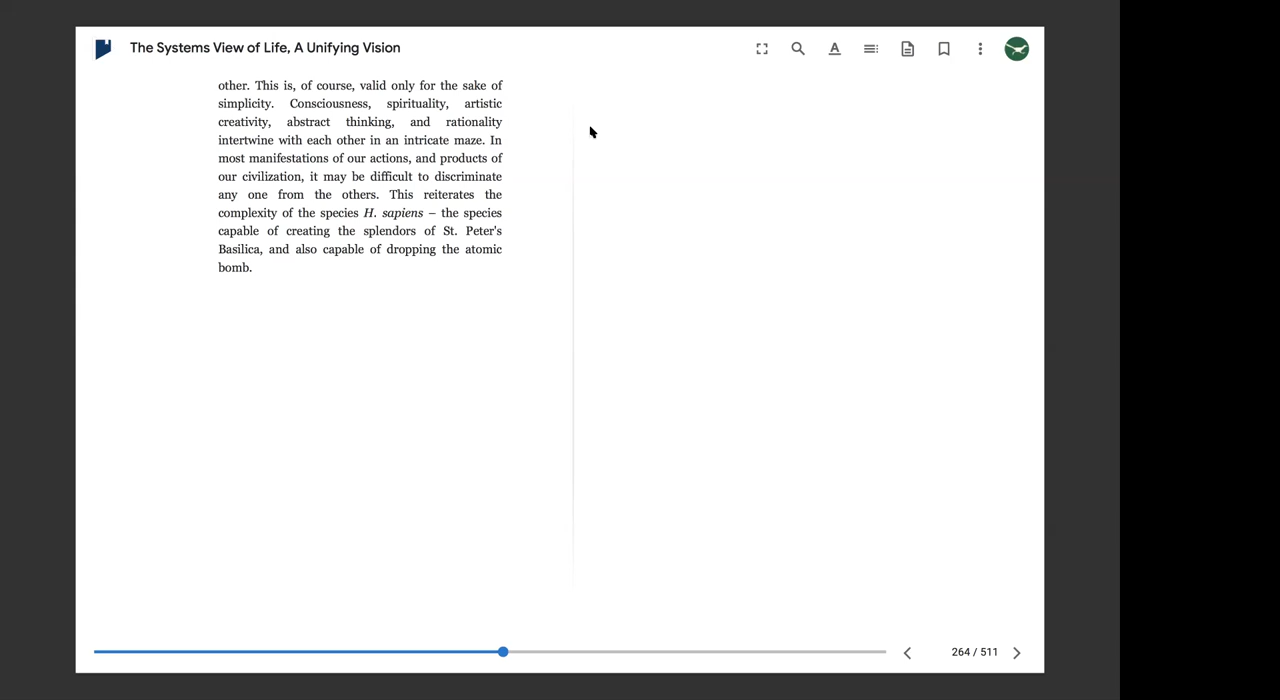 The Systems View of Life, A Unifying Vision
other. This is, of course, valid only for the sake of
simplicity. Consciousness, spirituality, artistic
creativity, abstract thinking, and rationality
intertwine with each other in an intricate maze. In
most manifestations of our actions, and products of
our civilization, it may be difficult to discriminate
any one from the others. This reiterates the
complexity of the species H. sapiens – the species
capable of creating the splendors of St. Peter's
Basilica, and also capable of dropping the atomic
bomb.
264 / 511